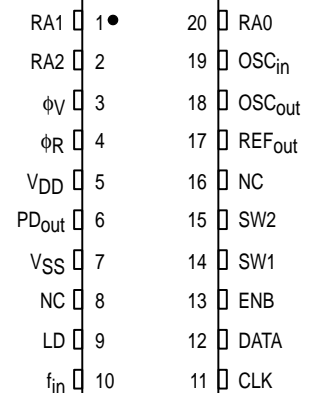 RA1 1 20 RA0
RA2 2 19 OSCin
ϕV 3 18 OSCout
ϕR 4 17 REFout
VDD 5 16 NC
PDout 6 15 SW2
VSS 7 14 SW1
NC 8 13 ENB
LD 9 12 DATA
fin 10 11 CLK